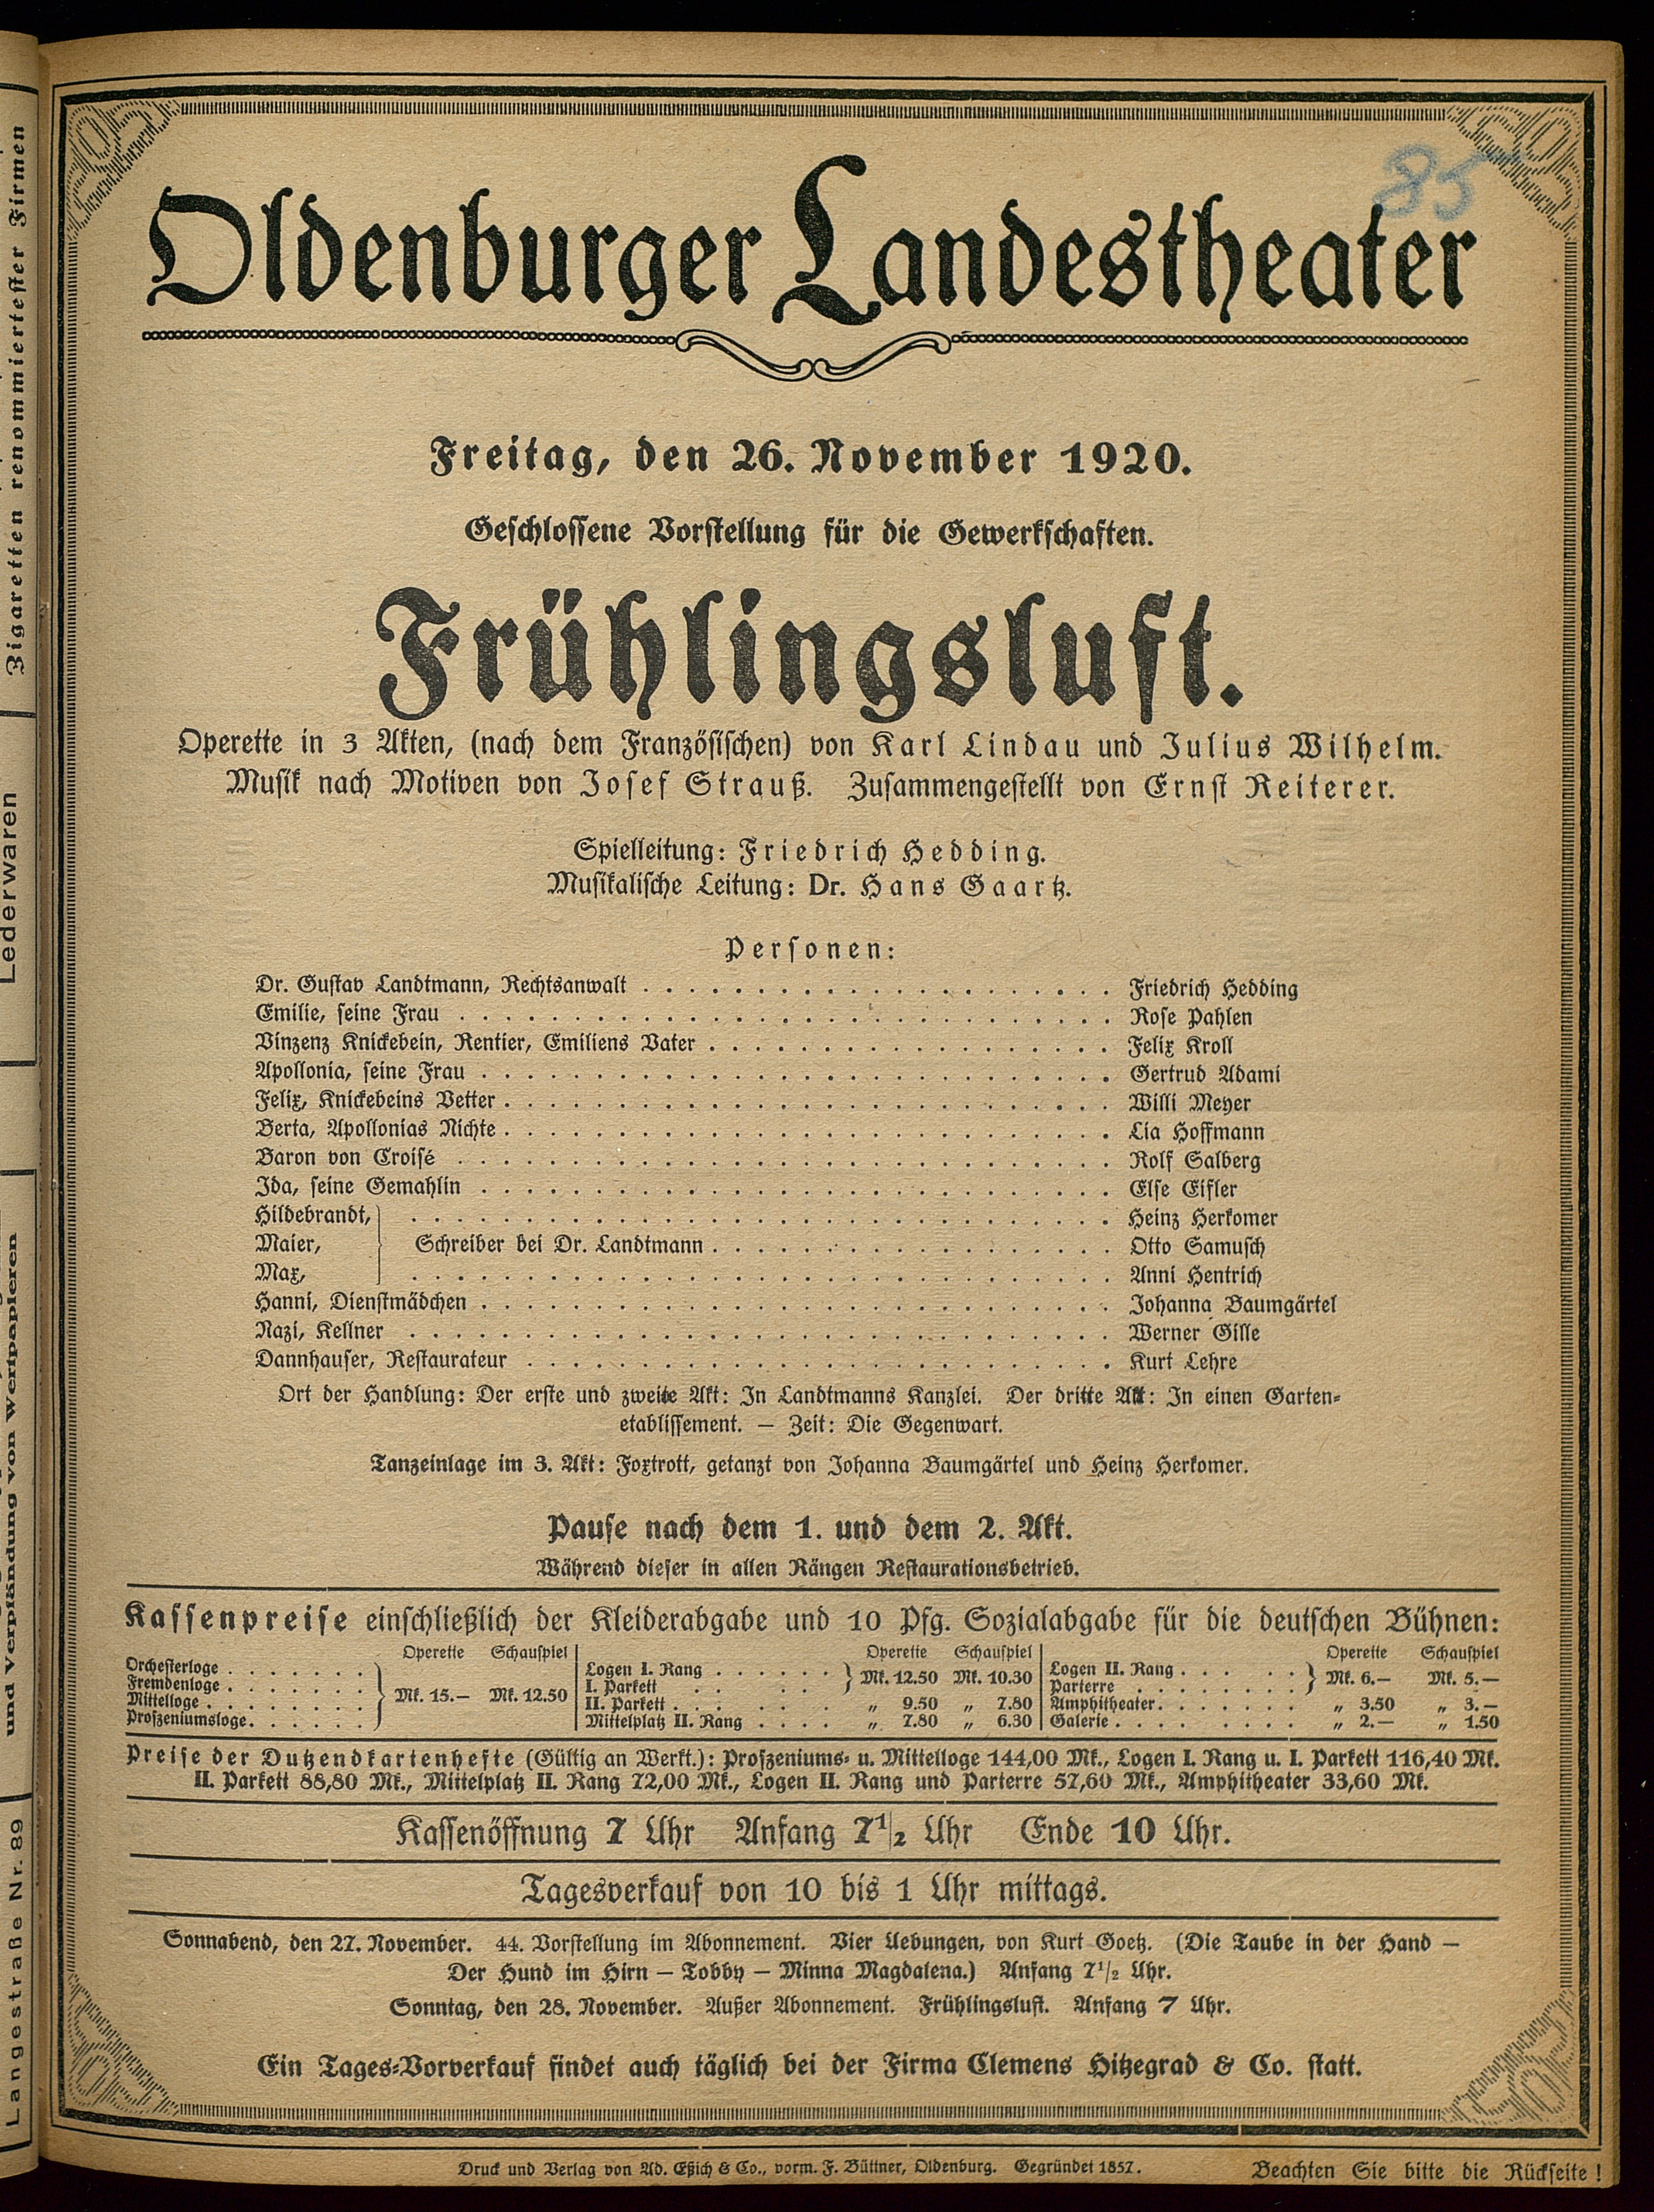 Zigaretten renommiertester Firmen
Lederwaren
und Verpfändung von Wertpapieren
Langestraße Nr. 89
85
Oldenburger Landestheater
Freitag, den 26. November 1920.
Geschlossene Vorstellung für die Gewerkschaften.
Frühlingsluft.
Operette in 3 Akten, (nach dem Französischen) von Karl Lindau und Julius Wilhelm.
Musik nach Motiven von Josef Strauß. Zusammengestellt von Ernst Reiterer.
Spielleitung: Friedrich Hedding.
Musikalische Leitung: Dr. Hans Gaartz.
Personen:
Dr. Gustav Landtmann, Rechtsanwalt . . . . . Friedrich Hedding
Emilie, seine Frau . . . . . Rose Pahlen
Vinzenz Knickebein, Rentier, Emiliens Vater . . . . . Felix Kroll
Apollonia, seine Frau . . . . . Gertrud Adami
Felix, Knickebeins Vetter . . . . . Willi Meyer
Berta, Apollonias Nichte . . . . . Lia Hoffmann
Baron von Croisé . . . . . Rolf Salberg
Ida, seine Gemahlin . . . . . Else Eifler
Hildebrandt, . . . . . Heinz Herkomer
Maier, Schreiber bei Dr. Landtmann . . . . . Otto Samusch
Max, . . . . . Anni Hentrich
Hanni, Dienstmädchen . . . . . Johanna Baumgärtel
Nazi, Kellner . . . . . Werner Gille
Dannhauser, Restaurateur . . . . . Kurt Lehre
Ort der Handlung: Der erste und zweite Akt: In Landtmanns Kanzlei. Der dritte Akt: In einen Garten-
etablissement. — Zeit: Die Gegenwart.
Tanzeinlage im 3. Akt: Foxtrott, getanzt von Johanna Baumgärtel und Heinz Herkomer.
Pause nach dem 1. und dem 2. Akt.
Während dieser in allen Rängen Restaurationsbetrieb.
Kassenpreise einschließlich der Kleiderabgabe und 10 Pfg. Sozialabgabe für die deutschen Bühnen:
Operette Schauspiel
Orchesterloge . . . . .
Fremdenloge . . . . .
Mittelloge . . . . .
Proszeniumsloge . . . . .
Mk. 15.— Mk. 12.50
Operette Schauspiel
Logen I. Rang . . . . .
I. Parkett . . . . .
Mk. 12.50 Mk. 10.30
II. Parkett . . . . . „ 9.50 „ 7.80
Mittelplatz II. Rang . . . . „ 7.80 „ 6.30
Operette Schauspiel
Logen II. Rang . . . . .
Parterre . . . . .
Mk. 6.— Mk. 5.—
Amphitheater . . . . . „ 3.50 „ 3.—
Galerie . . . . . „ 2.— „ 1.50
Preise der Dutzendkartenhefte (Gültig an Werkt.): Proszeniums- u. Mittelloge 144,00 Mk., Logen I. Rang u. I. Parkett 116,40 Mk.
II. Parkett 88,80 Mk., Mittelplatz II. Rang 72,00 Mk., Logen II. Rang und Parterre 57,60 Mk., Amphitheater 33,60 Mk.
Kassenöffnung 7 Uhr Anfang 7½ Uhr Ende 10 Uhr.
Tagesverkauf von 10 bis 1 Uhr mittags.
Sonnabend, den 27. November. 44. Vorstellung im Abonnement. Vier Uebungen, von Kurt Goetz. (Die Taube in der Hand —
Der Hund im Hirn — Tobby — Minna Magdalena.) Anfang 7½ Uhr.
Sonntag, den 28. November. Außer Abonnement. Frühlingsluft. Anfang 7 Uhr.
Ein Tages-Vorverkauf findet auch täglich bei der Firma Clemens Hitzegrad & Co. statt.
Druck und Verlag von Ad. Eßich & Co., vorm. F. Büttner, Oldenburg. Gegründet 1857.
Beachten Sie bitte die Rückseite!